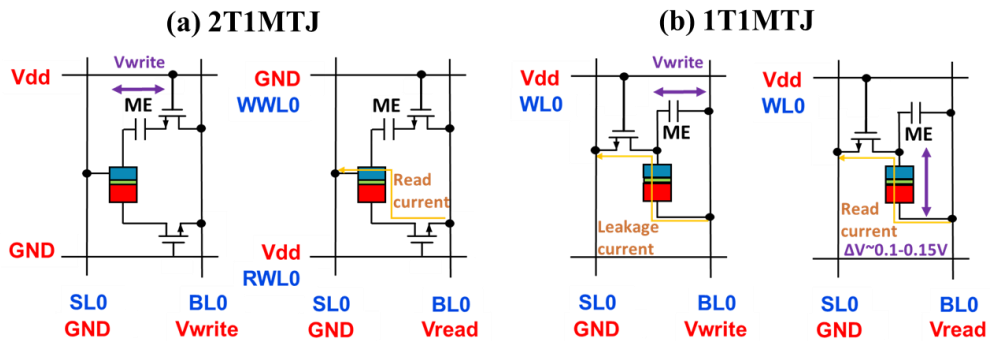 (a) 2T1MTJ
(b) 1T1MTJ
Vwrite
Vdd
ME
GND
SL0
GND
BL0
Vwrite
GND
WWL0
ME
Read
current
Vdd
RWL0
SL0
GND
BL0
Vread
Vwrite
Vdd
WL0
ME
Leakage
current
SL0
GND
BL0
Vwrite
Vdd
WL0
ME
Read
current
ΔV~0.1-0.15V
SL0
GND
BL0
Vread